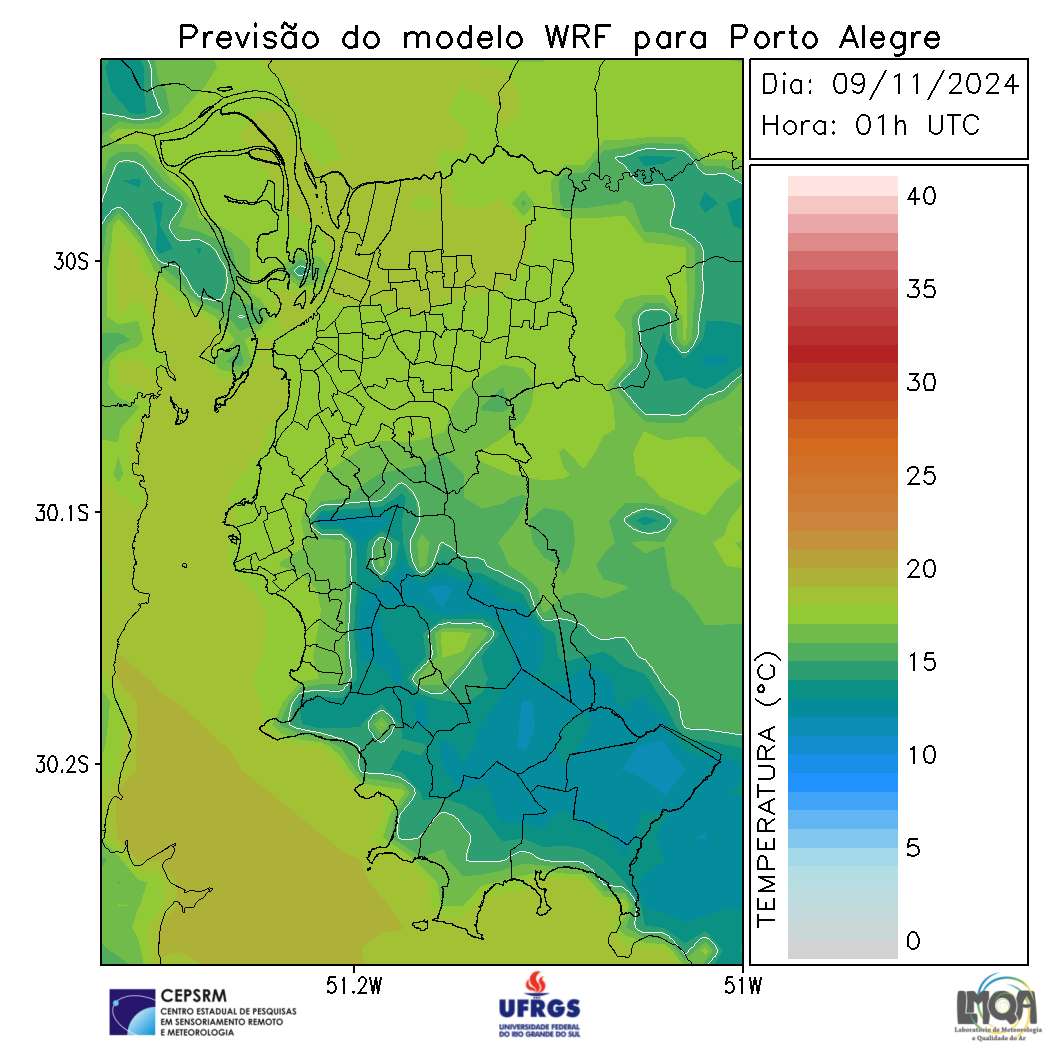 Previsão do modelo WRF para Porto Alegre
Dia: 09/11/2024
Hora: 01h UTC
40
35
30
25
20
15
10
5
0
TEMPERATURA (°C)
30S
30.1S
30.2S
51.2W
51W
CEPSRM
CENTRO ESTADUAL DE PESQUISAS
EM SENSORIAMENTO REMOTO
E METEOROLOGIA
UFRGS
UNIVERSIDADE FEDERAL
DO RIO GRANDE DO SUL
LMQA
Laboratório de Meteorologia
e Qualidade do Ar